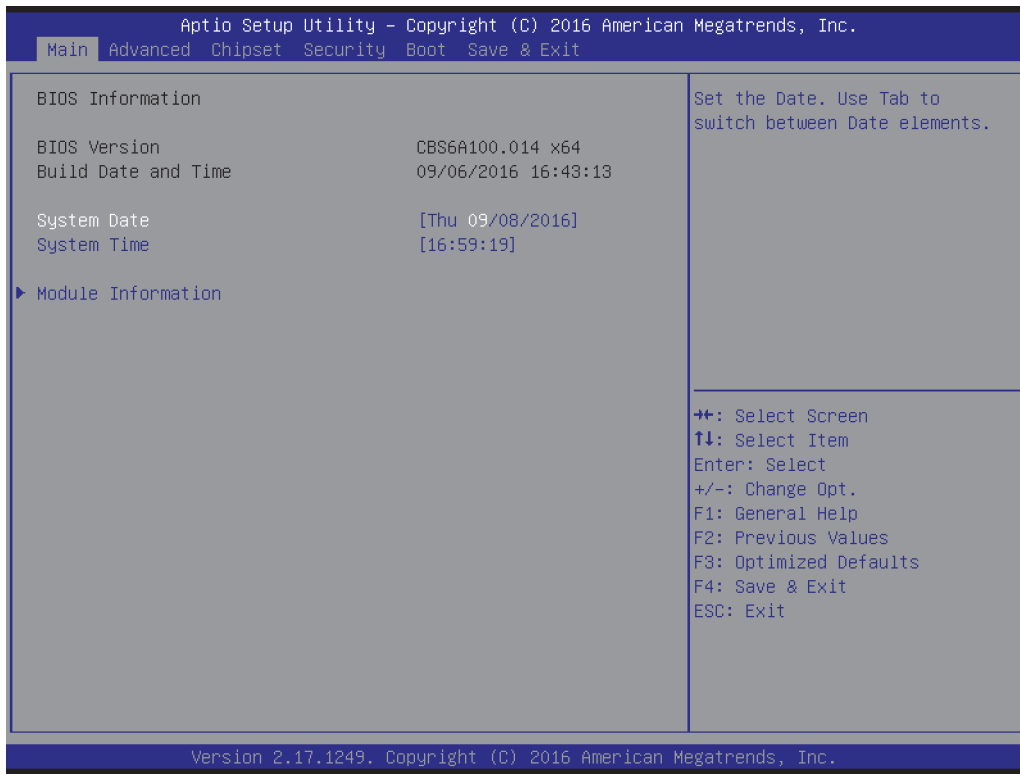 Aptio Setup Utility – Copyright (C) 2016 American Megatrends, Inc.
Main Advanced Chipset Security Boot Save & Exit
BIOS Information
BIOS Version CBS6A100.014 x64
Build Date and Time 09/06/2016 16:43:13
System Date [Thu 09/08/2016]
System Time [16:59:19]
▶ Module Information
Set the Date. Use Tab to
switch between Date elements.
→←: Select Screen
↑↓: Select Item
Enter: Select
+/-: Change Opt.
F1: General Help
F2: Previous Values
F3: Optimized Defaults
F4: Save & Exit
ESC: Exit
Version 2.17.1249. Copyright (C) 2016 American Megatrends, Inc.